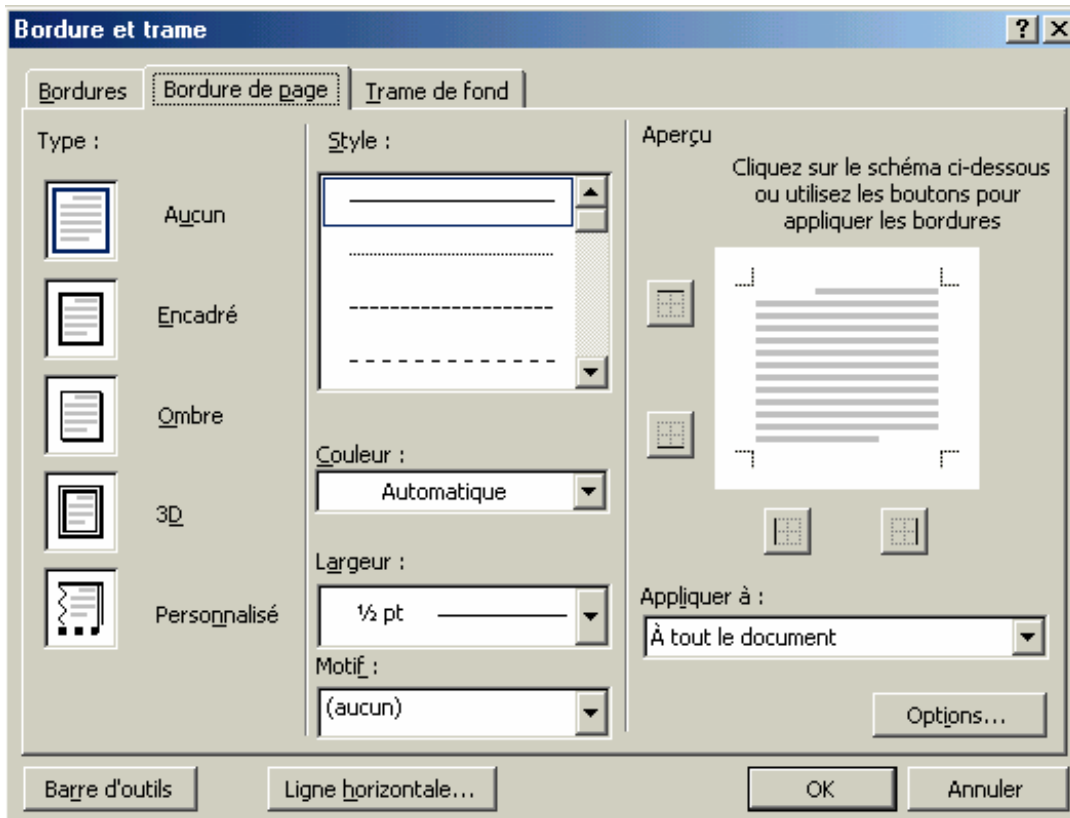 Bordure et trame
Bordures
Bordure de page
Trame de fond
Type :
Aucun
Encadré
Ombre
3D
Personnalisé
Style :
Couleur :
Automatique
Largeur :
½ pt
Motif :
(aucun)
Aperçu
Cliquez sur le schéma ci-dessous
ou utilisez les boutons pour
appliquer les bordures
Appliquer à :
À tout le document
Options...
Barre d'outils
Ligne horizontale...
OK
Annuler